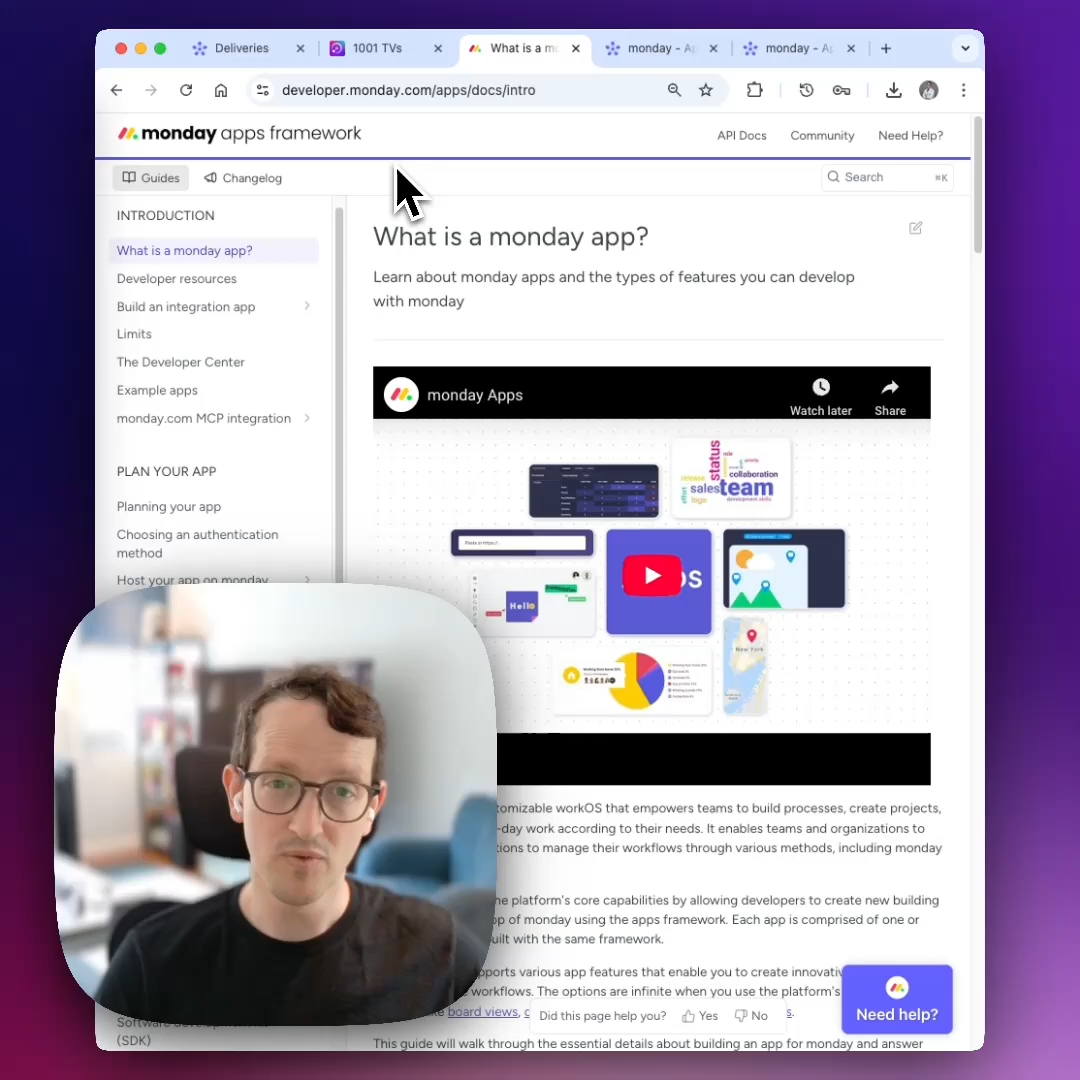 Deliveries
1001 TVs
What is a m
monday - Ap
monday - Ap
developer.monday.com/apps/docs/intro
monday apps framework
API Docs
Community
Need Help?
Guides
Changelog
Search
⌘K
INTRODUCTION
What is a monday app?
Developer resources
Build an integration app
Limits
The Developer Center
Example apps
monday.com MCP integration
PLAN YOUR APP
Planning your app
Choosing an authentication
method
Host your app on monday
(SDK)
What is a monday app?
Learn about monday apps and the types of features you can develop
with monday
monday Apps
Watch later
Share
status
role
collaboration
release
sales
team
effort
logo
development skills
Hello
OS
New York
tomizable workOS that empowers teams to build processes, create projects,
-day work according to their needs. It enables teams and organizations to
tions to manage their workflows through various methods, including monday
he platform's core capabilities by allowing developers to create new building
op of monday using the apps framework. Each app is comprised of one or
uilt with the same framework.
pports various app features that enable you to create innovativ
workflows. The options are infinite when you use the platform's
ke board views, c
s.
Did this page help you?
Yes
No
This guide will walk through the essential details about building an app for monday and answer
Need help?